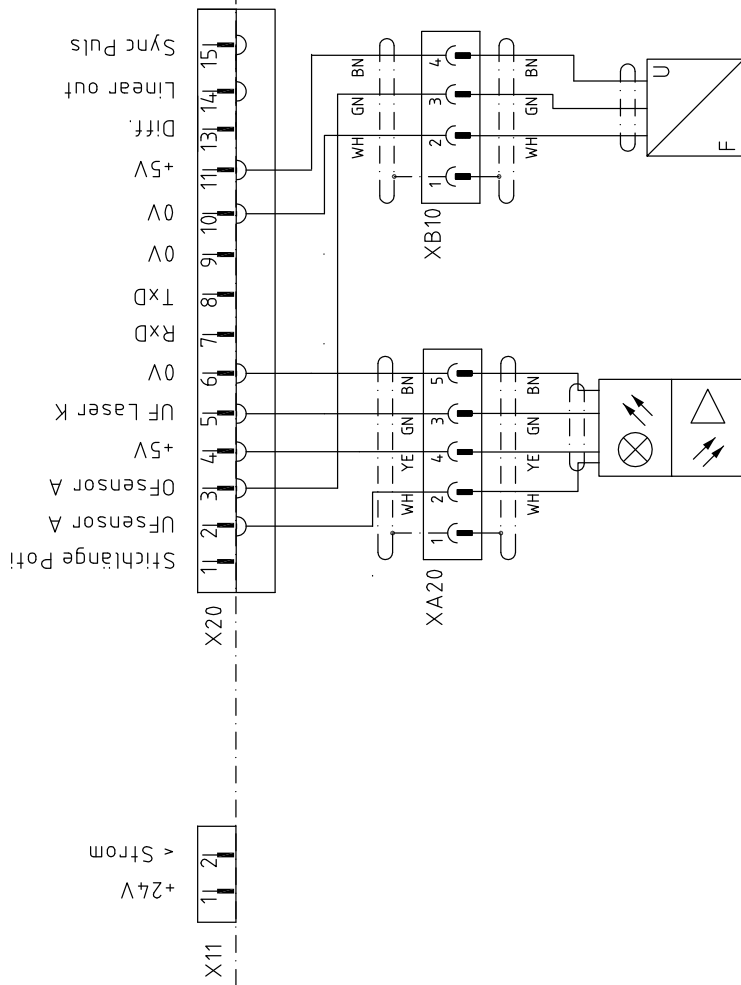 Sync Puls
Linear out
Diff.
+5V
0V
0V
TxD
RxD
0V
UF Laser K
+5V
OFsensor A
UFsensor A
Stichlänge Poti
15
14
13
11
10
9
8
7
6
5
4
3
2
1
X20
BN
GN
WH
4
3
2
1
BN
GN
WH
XB10
U
F
BN
GN
YE
WH
5
3
4
2
1
BN
GN
YE
WH
XA20
< Strom
+24V
2
1
X11